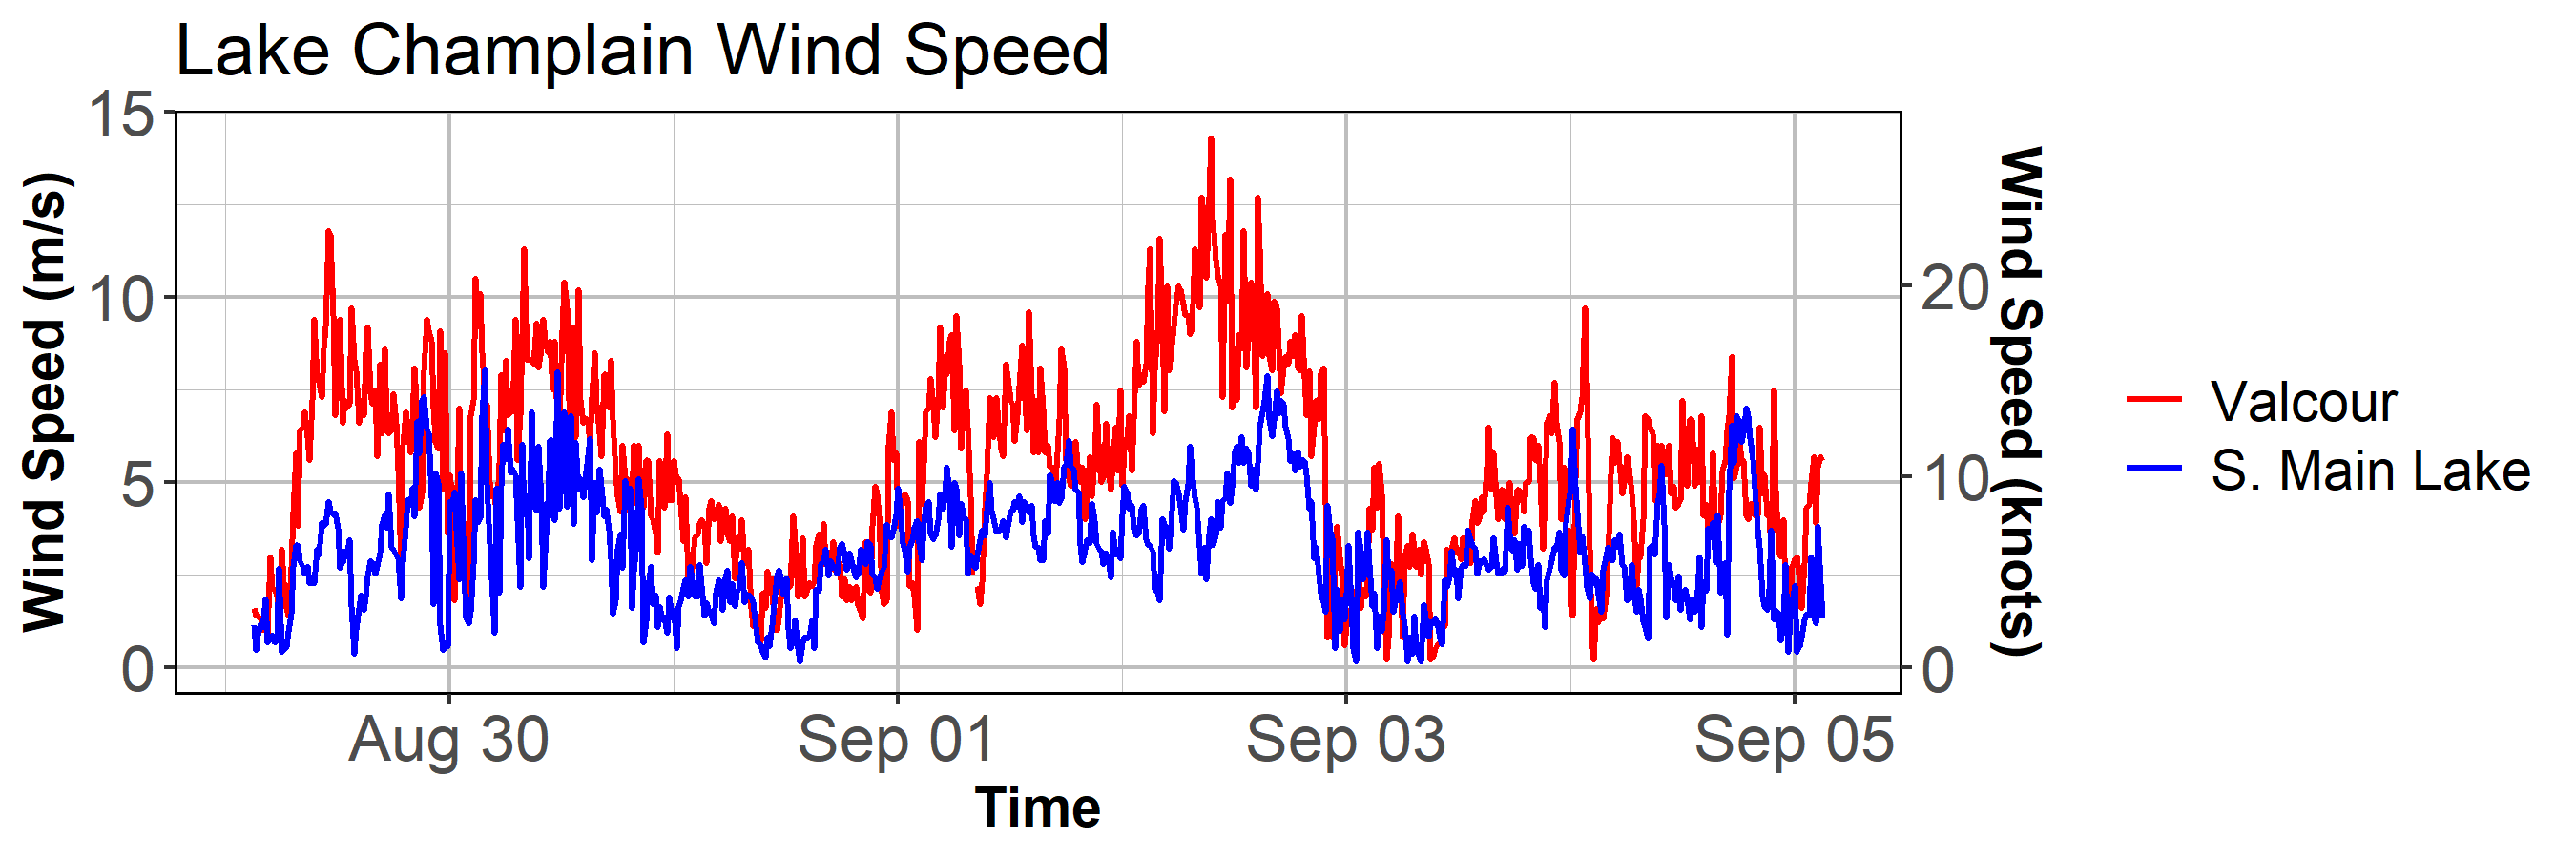 Lake Champlain Wind Speed
Wind Speed (m/s)
15
10
5
0
Wind Speed (knots)
20
10
0
Aug 30
Sep 01
Sep 03
Sep 05
Time
Valcour
S. Main Lake